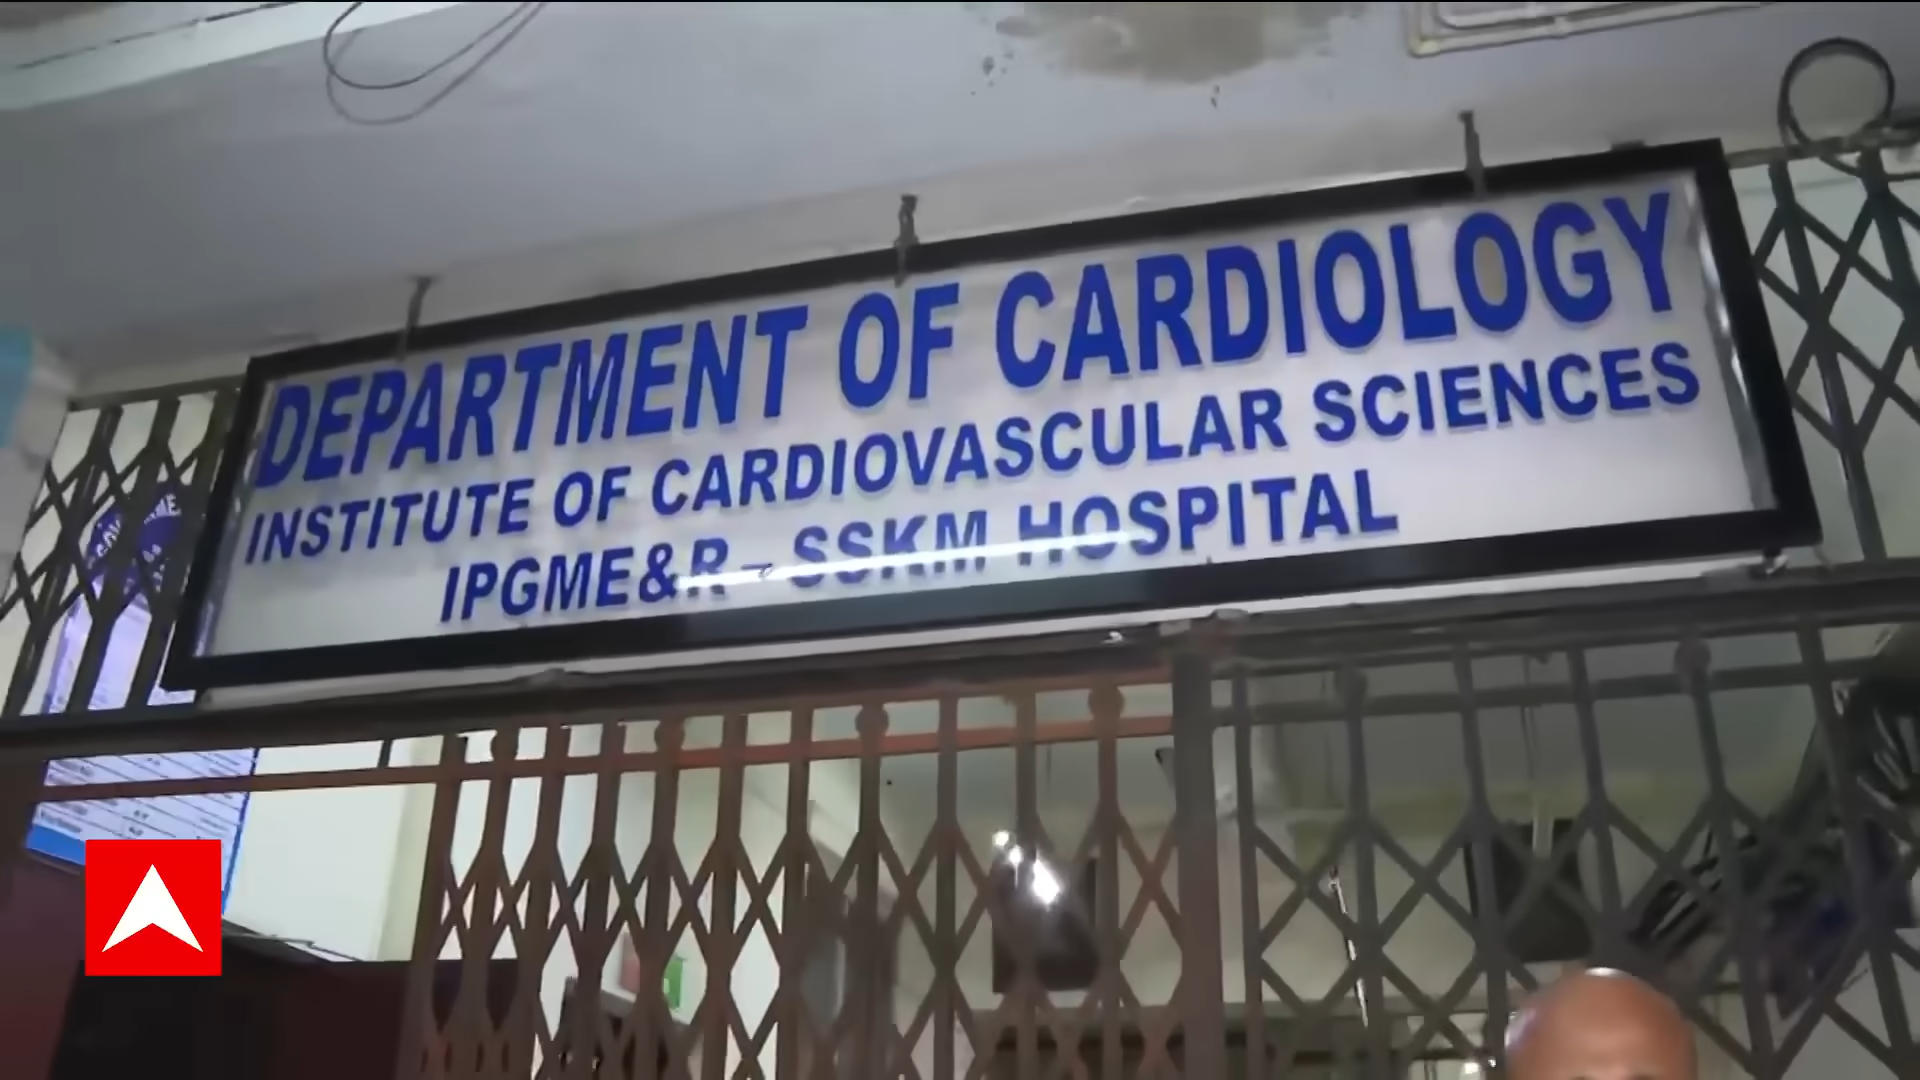 DEPARTMENT OF CARDIOLOGY
INSTITUTE OF CARDIOVASCULAR SCIENCES
IPGME&R - SSKM HOSPITAL